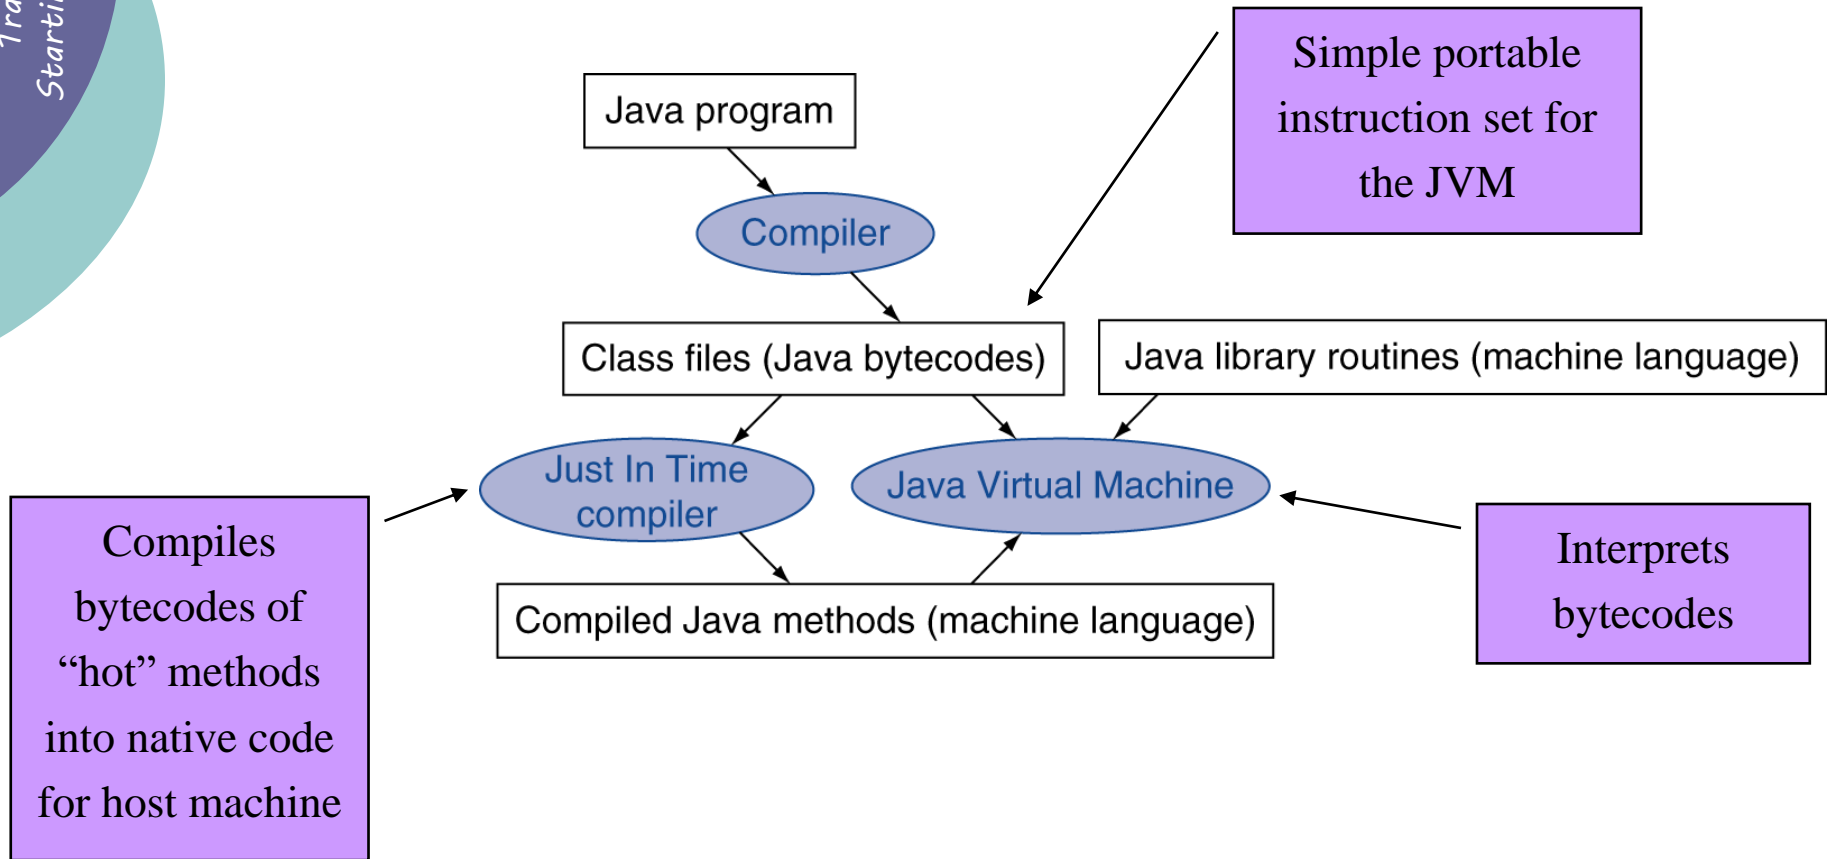 Java program
Compiler
Simple portable
instruction set for
the JVM
Class files (Java bytecodes)
Java library routines (machine language)
Just In Time
compiler
Java Virtual Machine
Compiles
bytecodes of
“hot” methods
into native code
for host machine
Interprets
bytecodes
Compiled Java methods (machine language)